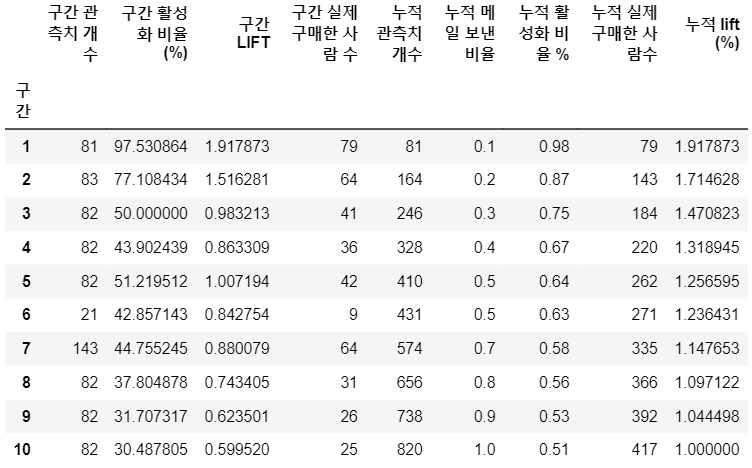 구간 관측치 개수 구간 활성화 비율 (%) 구간 LIFT 구간 실제 구매한 사람 수 누적 관측치 개수 누적 메일 보낸 비율 누적 활성화 비율 % 누적 실제 구매한 사람수 누적 lift (%)
구간
1 81 97.530864 1.917873 79 81 0.1 0.98 79 1.917873
2 83 77.108434 1.516281 64 164 0.2 0.87 143 1.714628
3 82 50.000000 0.983213 41 246 0.3 0.75 184 1.470823
4 82 43.902439 0.863309 36 328 0.4 0.67 220 1.318945
5 82 51.219512 1.007194 42 410 0.5 0.64 262 1.256595
6 21 42.857143 0.842754 9 431 0.5 0.63 271 1.236431
7 143 44.755245 0.880079 64 574 0.7 0.58 335 1.147653
8 82 37.804878 0.743405 31 656 0.8 0.56 366 1.097122
9 82 31.707317 0.623501 26 738 0.9 0.53 392 1.044498
10 82 30.487805 0.599520 25 820 1.0 0.51 417 1.000000